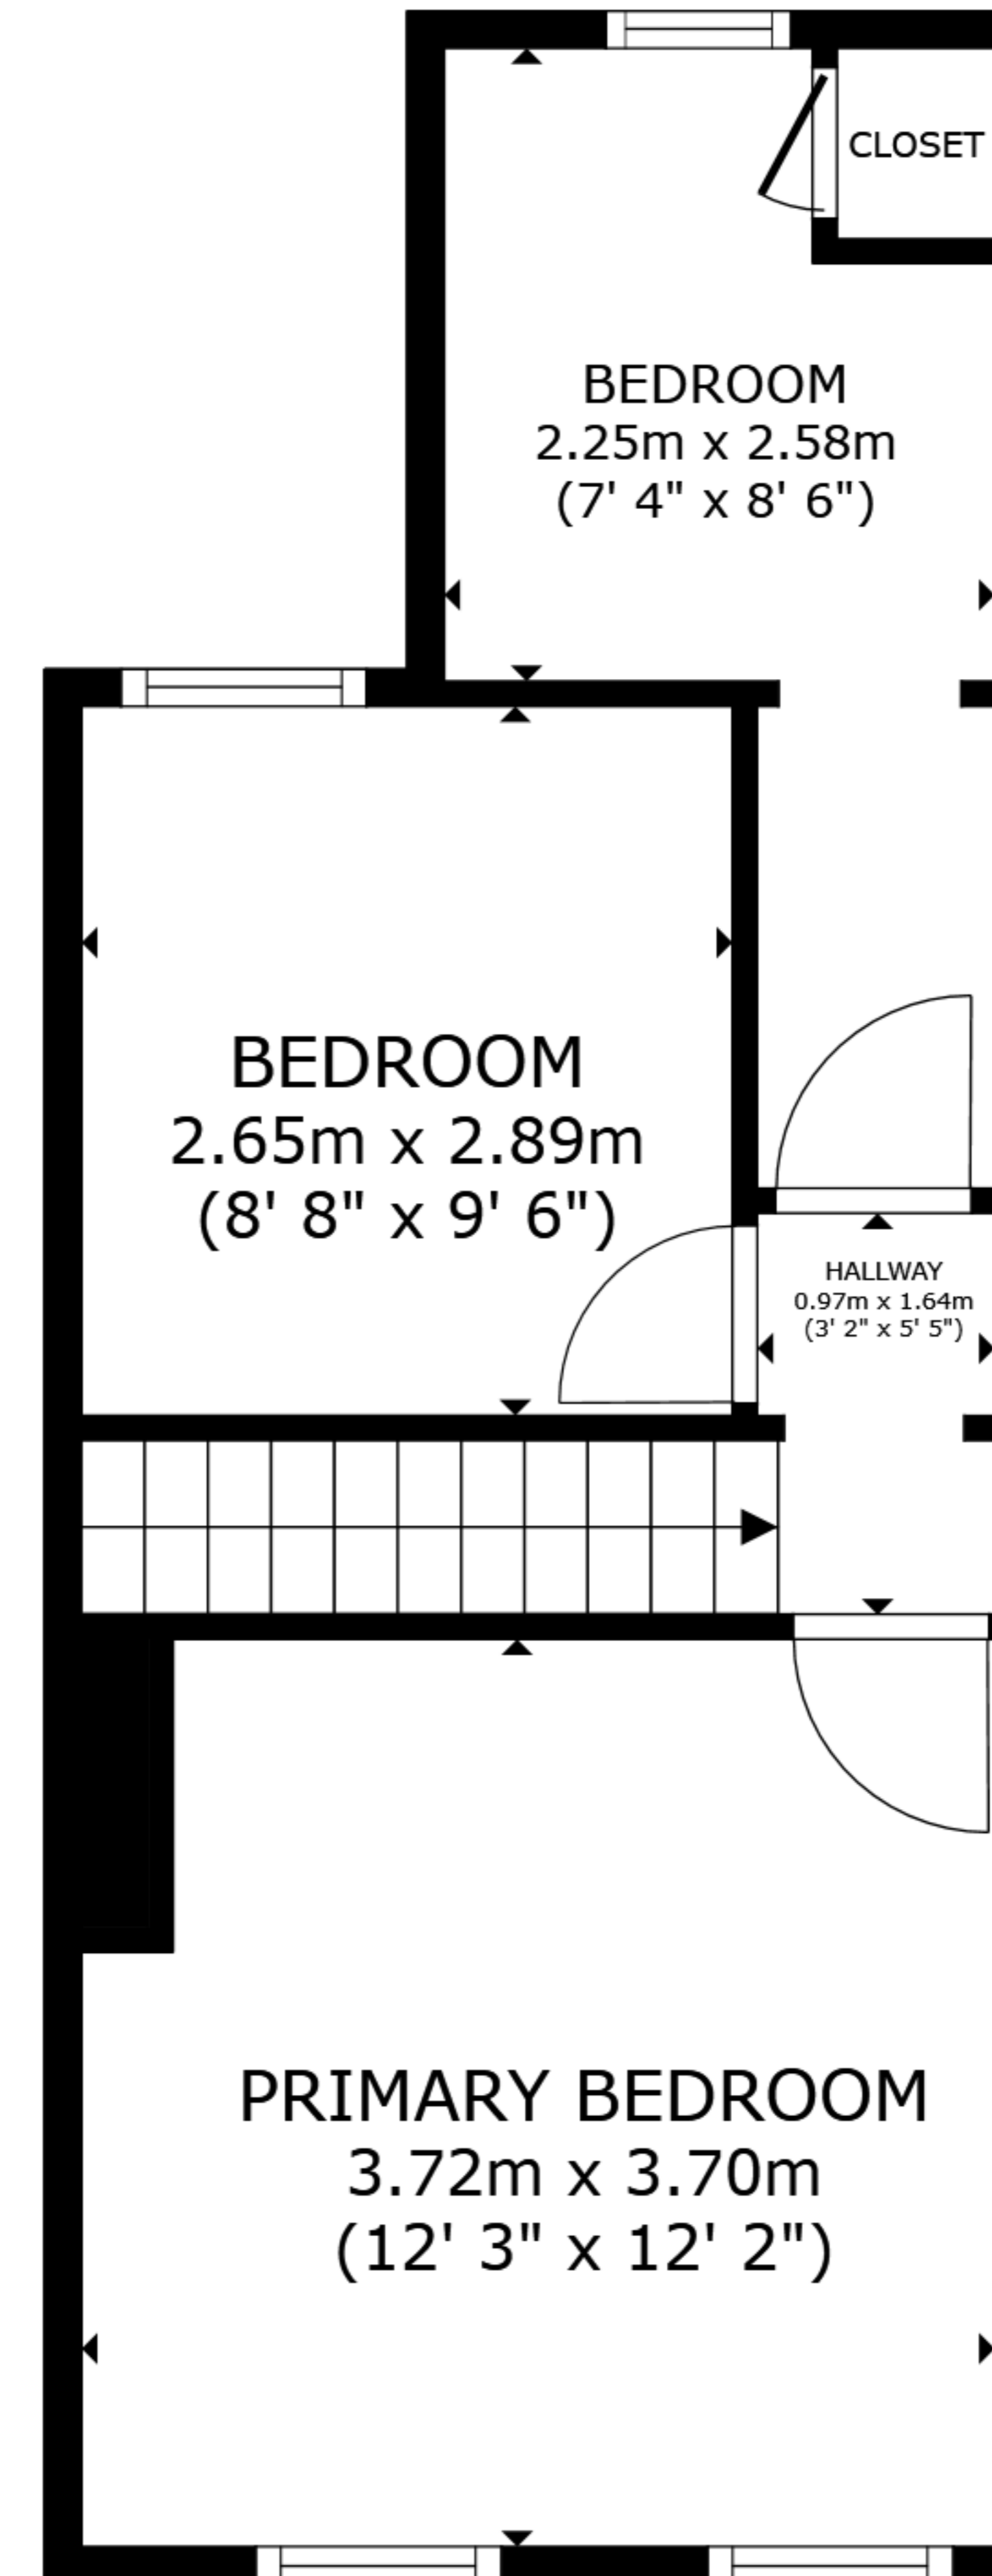 CLOSET
BEDROOM
2.25m x 2.58m
(7' 4" x 8' 6")
BEDROOM
2.65m x 2.89m
(8' 8" x 9' 6")
HALLWAY
0.97m x 1.64m
(3' 2" x 5' 5")
PRIMARY BEDROOM
3.72m x 3.70m
(12' 3" x 12' 2")